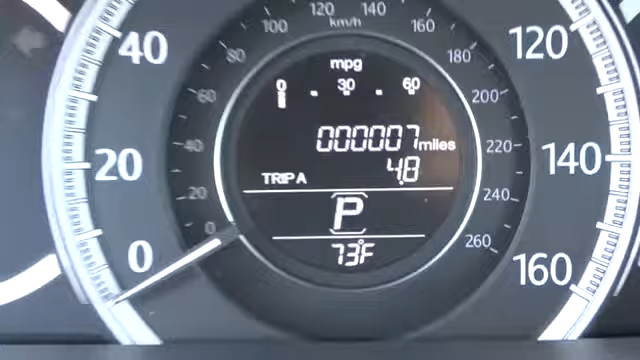 120 140
km/h
100 160
80 180
60 200
40 220
20 240
0 260
40 120
20 140
0 160
mpg
0 30 60
000007 miles
TRIP A 4.8
P
73°F